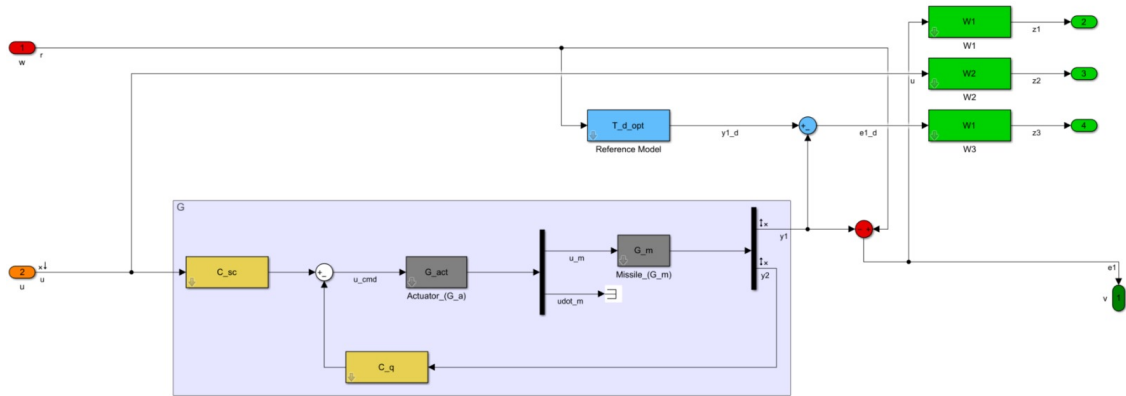 W1
2
z1
W1
1
r
w
W2
3
u
z2
W2
T_d_opt
W1
4
y1_d
e1_d
z3
Reference Model
W3
G
y1
G_m
u_m
C_sc
G_act
2
u
u
u_cmd
Missile_(G_m)
y2
Actuator_(G_a)
udot_m
e1
v
1
C_q